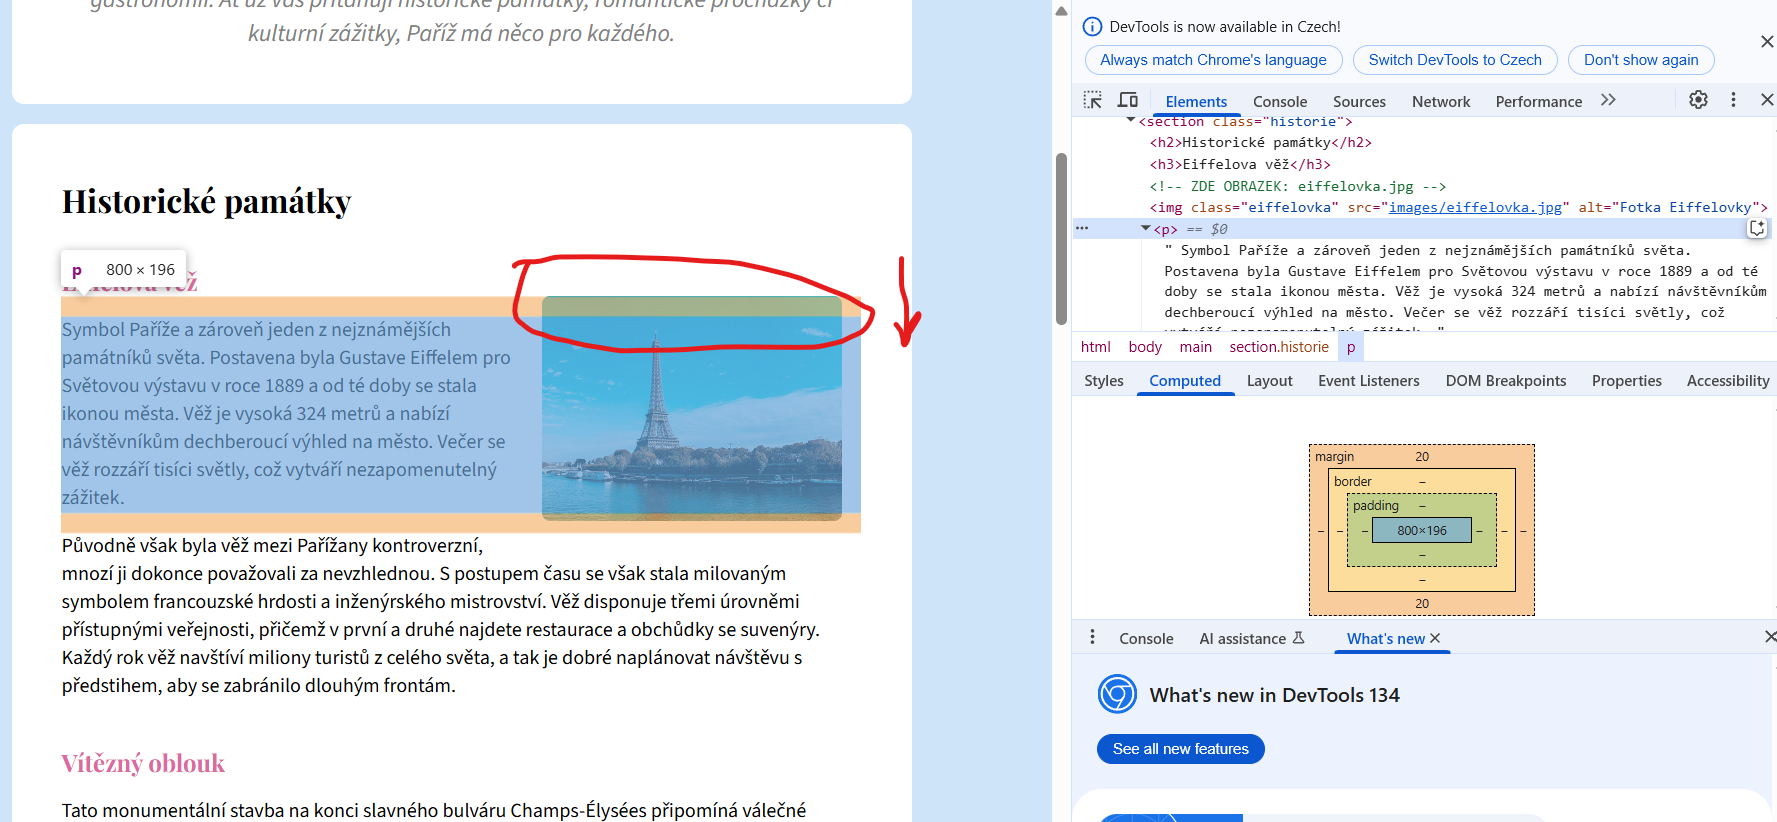 gastronomii. Ať už vás přitahují historické památky, romantické procházky či
kulturní zážitky, Paříž má něco pro každého.
Historické památky
p 800 × 196
Symbol Paříže a zároveň jeden z nejznámějších
památníků světa. Postavena byla Gustave Eiffelem pro
Světovou výstavu v roce 1889 a od té doby se stala
ikonou města. Věž je vysoká 324 metrů a nabízí
návštěvníkům dechberoucí výhled na město. Večer se
věž rozzáří tisíci světly, což vytváří nezapomenutelný
zážitek.
Původně však byla věž mezi Pařížany kontroverzní,
mnozí ji dokonce považovali za nevzhlednou. S postupem času se však stala milovaným
symbolem francouzské hrdosti a inženýrského mistrovství. Věž disponuje třemi úrovněmi
přístupnými veřejnosti, přičemž v první a druhé najdete restaurace a obchůdky se suvenýry.
Každý rok věž navštíví miliony turistů z celého světa, a tak je dobré naplánovat návštěvu s
předstihem, aby se zabránilo dlouhým frontám.
Vítězný oblouk
Tato monumentální stavba na konci slavného bulváru Champs-Élysées připomíná válečné
DevTools is now available in Czech!
Always match Chrome's language Switch DevTools to Czech Don't show again
Elements Console Sources Network Performance
<section class="historie">
<h2>Historické památky</h2>
<h3>Eiffelova věž</h3>
<!-- ZDE OBRAZEK: eiffelovka.jpg -->
<img class="eiffelovka" src="images/eiffelovka.jpg" alt="Fotka Eiffelovky">
<p> == $0
" Symbol Paříže a zároveň jeden z nejznámějších památníků světa.
Postavena byla Gustave Eiffelem pro Světovou výstavu v roce 1889 a od té
doby se stala ikonou města. Věž je vysoká 324 metrů a nabízí návštěvníkům
dechberoucí výhled na město. Večer se věž rozzáří tisíci světly, což
vytváří nezapomenutelný zážitek. "
html body main section.historie p
Styles Computed Layout Event Listeners DOM Breakpoints Properties Accessibility
margin 20
border –
padding –
– – – 800×196 – – –
–
–
20
Console AI assistance What's new
What's new in DevTools 134
See all new features